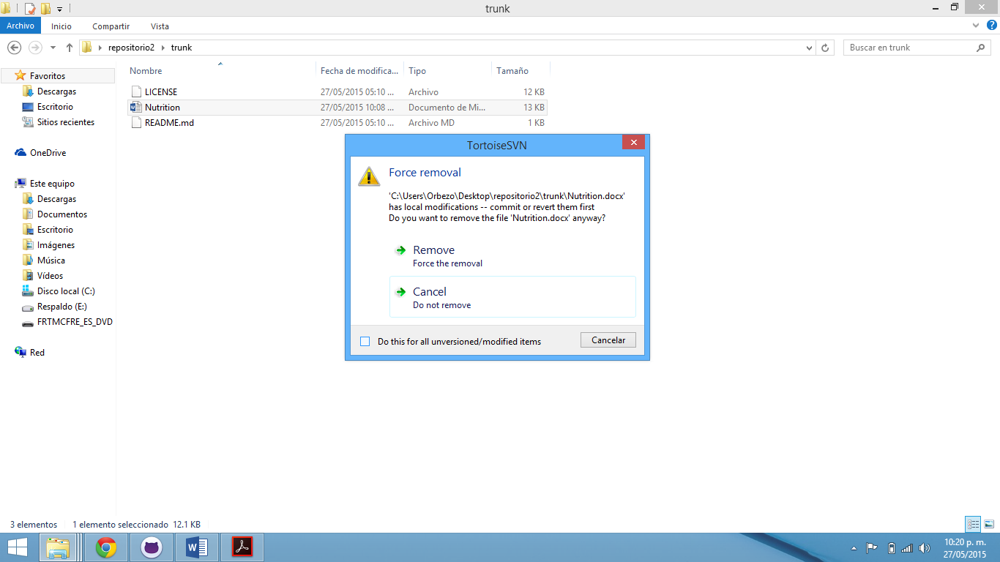 trunk
Archivo Inicio Compartir Vista
repositorio2 trunk Buscar en trunk
Nombre Fecha de modifica... Tipo Tamaño
LICENSE 27/05/2015 05:10 ... Archivo 12 KB
Nutrition 27/05/2015 10:08 ... Documento de Mi... 13 KB
README.md 27/05/2015 05:10 ... Archivo MD 1 KB
Favoritos
Descargas
Escritorio
Sitios recientes
OneDrive
Este equipo
Descargas
Documentos
Escritorio
Imágenes
Música
Vídeos
Disco local (C:)
Respaldo (E:)
FRTMCFRE_ES_DVD
Red
TortoiseSVN
Force removal
'C:\Users\Orbezo\Desktop\repositorio2\trunk\Nutrition.docx'
has local modifications -- commit or revert them first
Do you want to remove the file 'Nutrition.docx' anyway?
Remove
Force the removal
Cancel
Do not remove
Do this for all unversioned/modified items Cancelar
3 elementos 1 elemento seleccionado 12.1 KB
10:20 p. m.
27/05/2015